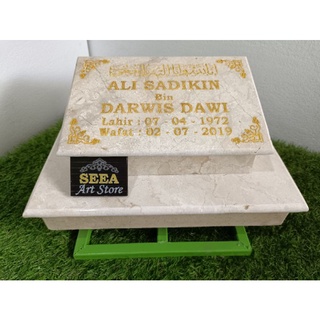 ALI SADIKIN
Bin
DARWIS DAWI
Lahir : 07 - 04 - 1972
Wafat : 02 - 07 - 2019
SEEA
Art Store